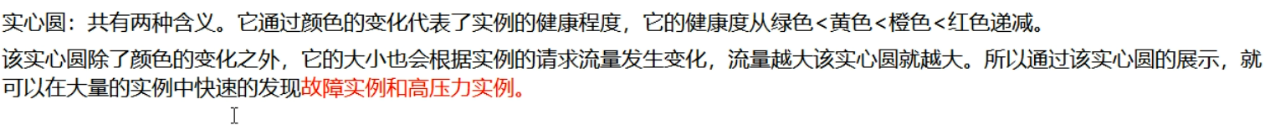 实心圆：共有两种含义。它通过颜色的变化代表了实例的健康程度，它的健康度从绿色<黄色<橙色<红色递减。
该实心圆除了颜色的变化之外，它的大小也会根据实例的请求流量发生变化，流量越大该实心圆就越大。所以通过该实心圆的展示，就
可以在大量的实例中快速的发现故障实例和高压力实例。